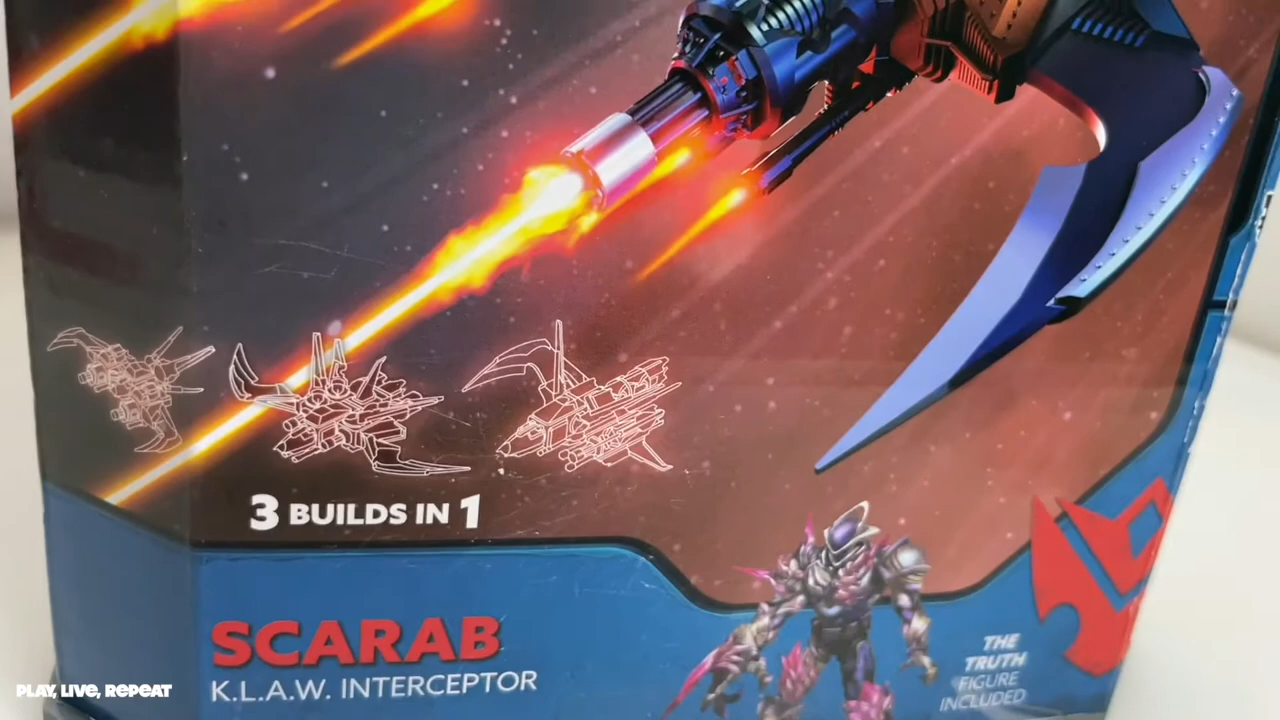 3 BUILDS IN 1
SCARAB
K.L.A.W. INTERCEPTOR
THE
TRUTH
FIGURE
INCLUDED
PLAY, LIVE, REPEAT